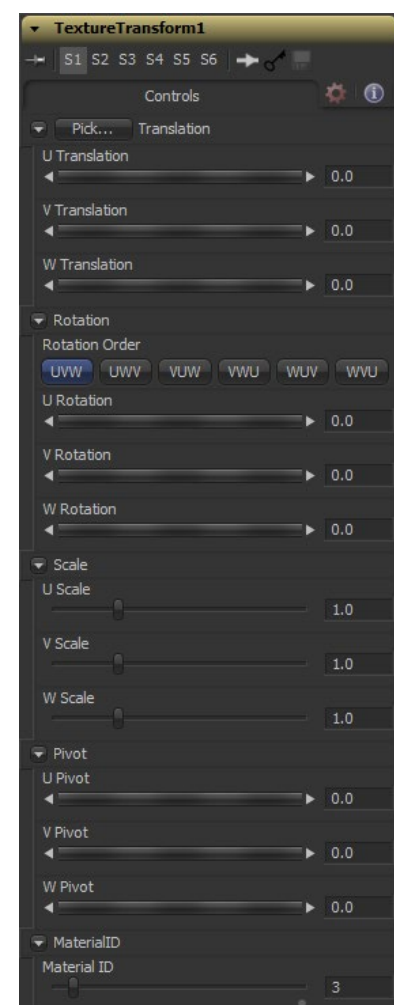 TextureTransform1
S1 S2 S3 S4 S5 S6
Controls
Pick... Translation
U Translation
0.0
V Translation
0.0
W Translation
0.0
Rotation
Rotation Order
UVW UWV VUW VWU WUV WVU
U Rotation
0.0
V Rotation
0.0
W Rotation
0.0
Scale
U Scale
1.0
V Scale
1.0
W Scale
1.0
Pivot
U Pivot
0.0
V Pivot
0.0
W Pivot
0.0
MaterialID
Material ID
3